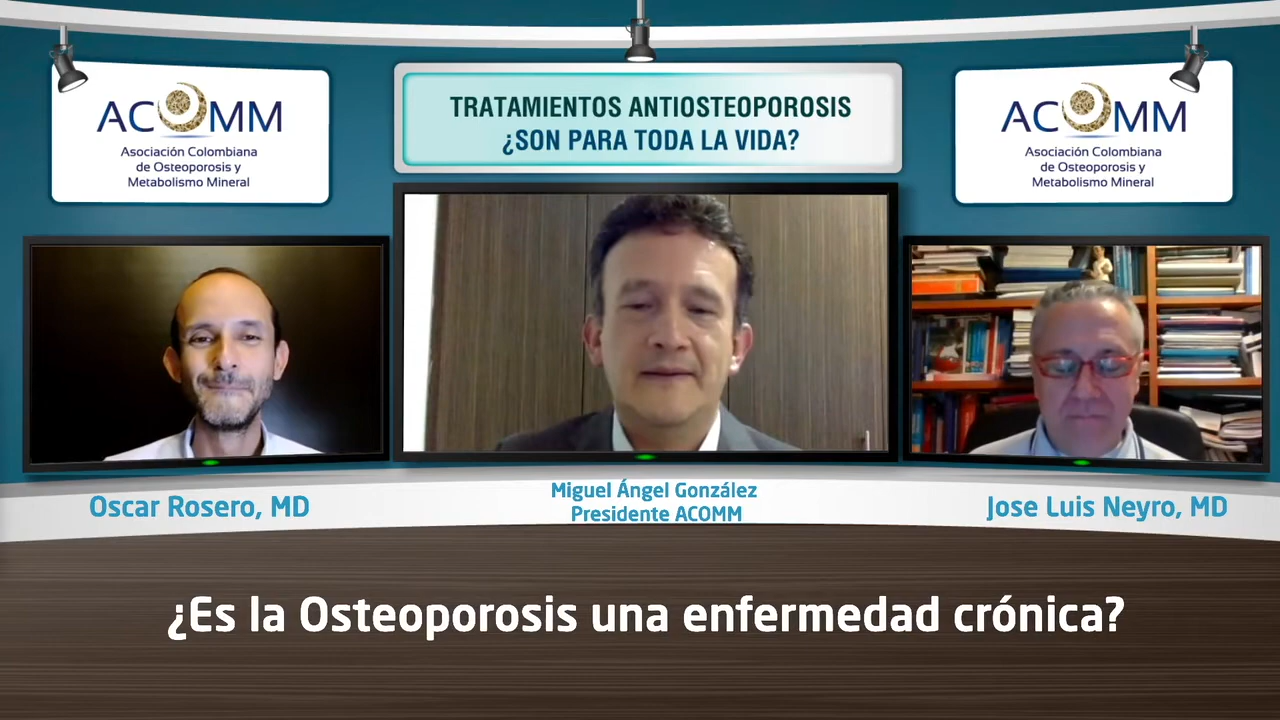 ACOMM
Asociación Colombiana
de Osteoporosis y
Metabolismo Mineral
TRATAMIENTOS ANTIOSTEOPOROSIS
¿SON PARA TODA LA VIDA?
ACOMM
Asociación Colombiana
de Osteoporosis y
Metabolismo Mineral
Oscar Rosero, MD
Miguel Ángel González
Presidente ACOMM
Jose Luis Neyro, MD
¿Es la Osteoporosis una enfermedad crónica?